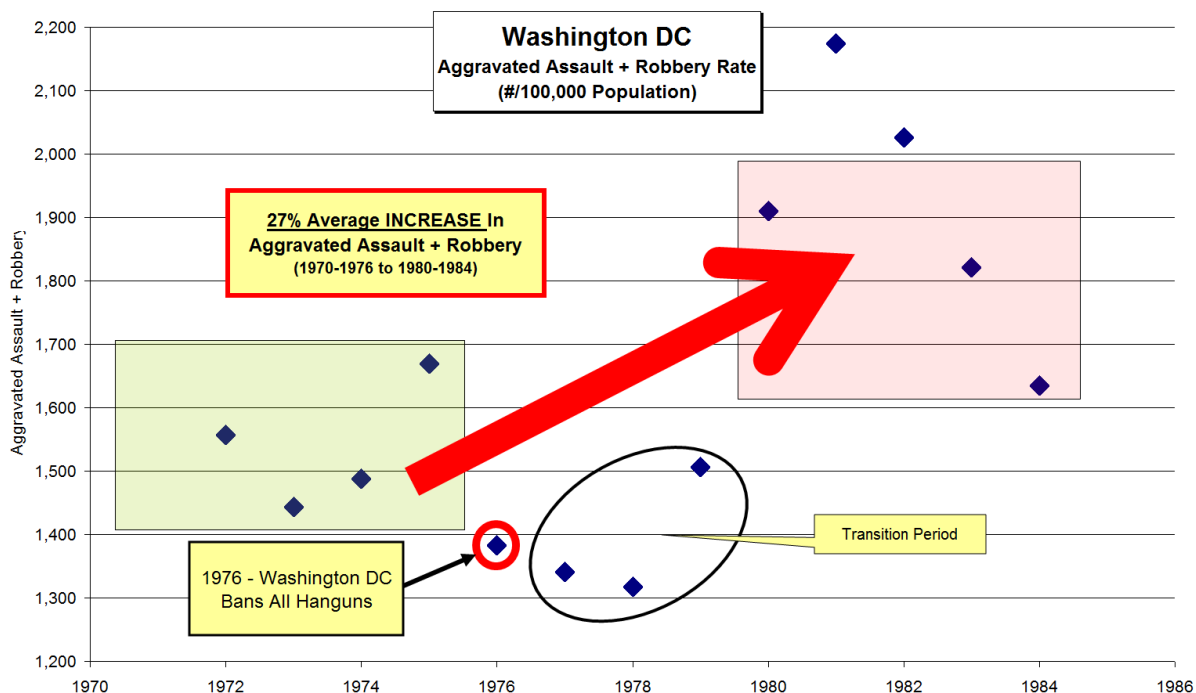 Washington DC
Aggravated Assault + Robbery Rate
(#/100,000 Population)
27% Average INCREASE In
Aggravated Assault + Robbery
(1970-1976 to 1980-1984)
1976 - Washington DC
Bans All Hanguns
Transition Period
Aggravated Assault + Robbery
2,200
2,100
2,000
1,900
1,800
1,700
1,600
1,500
1,400
1,300
1,200
1970 1972 1974 1976 1978 1980 1982 1984 1986